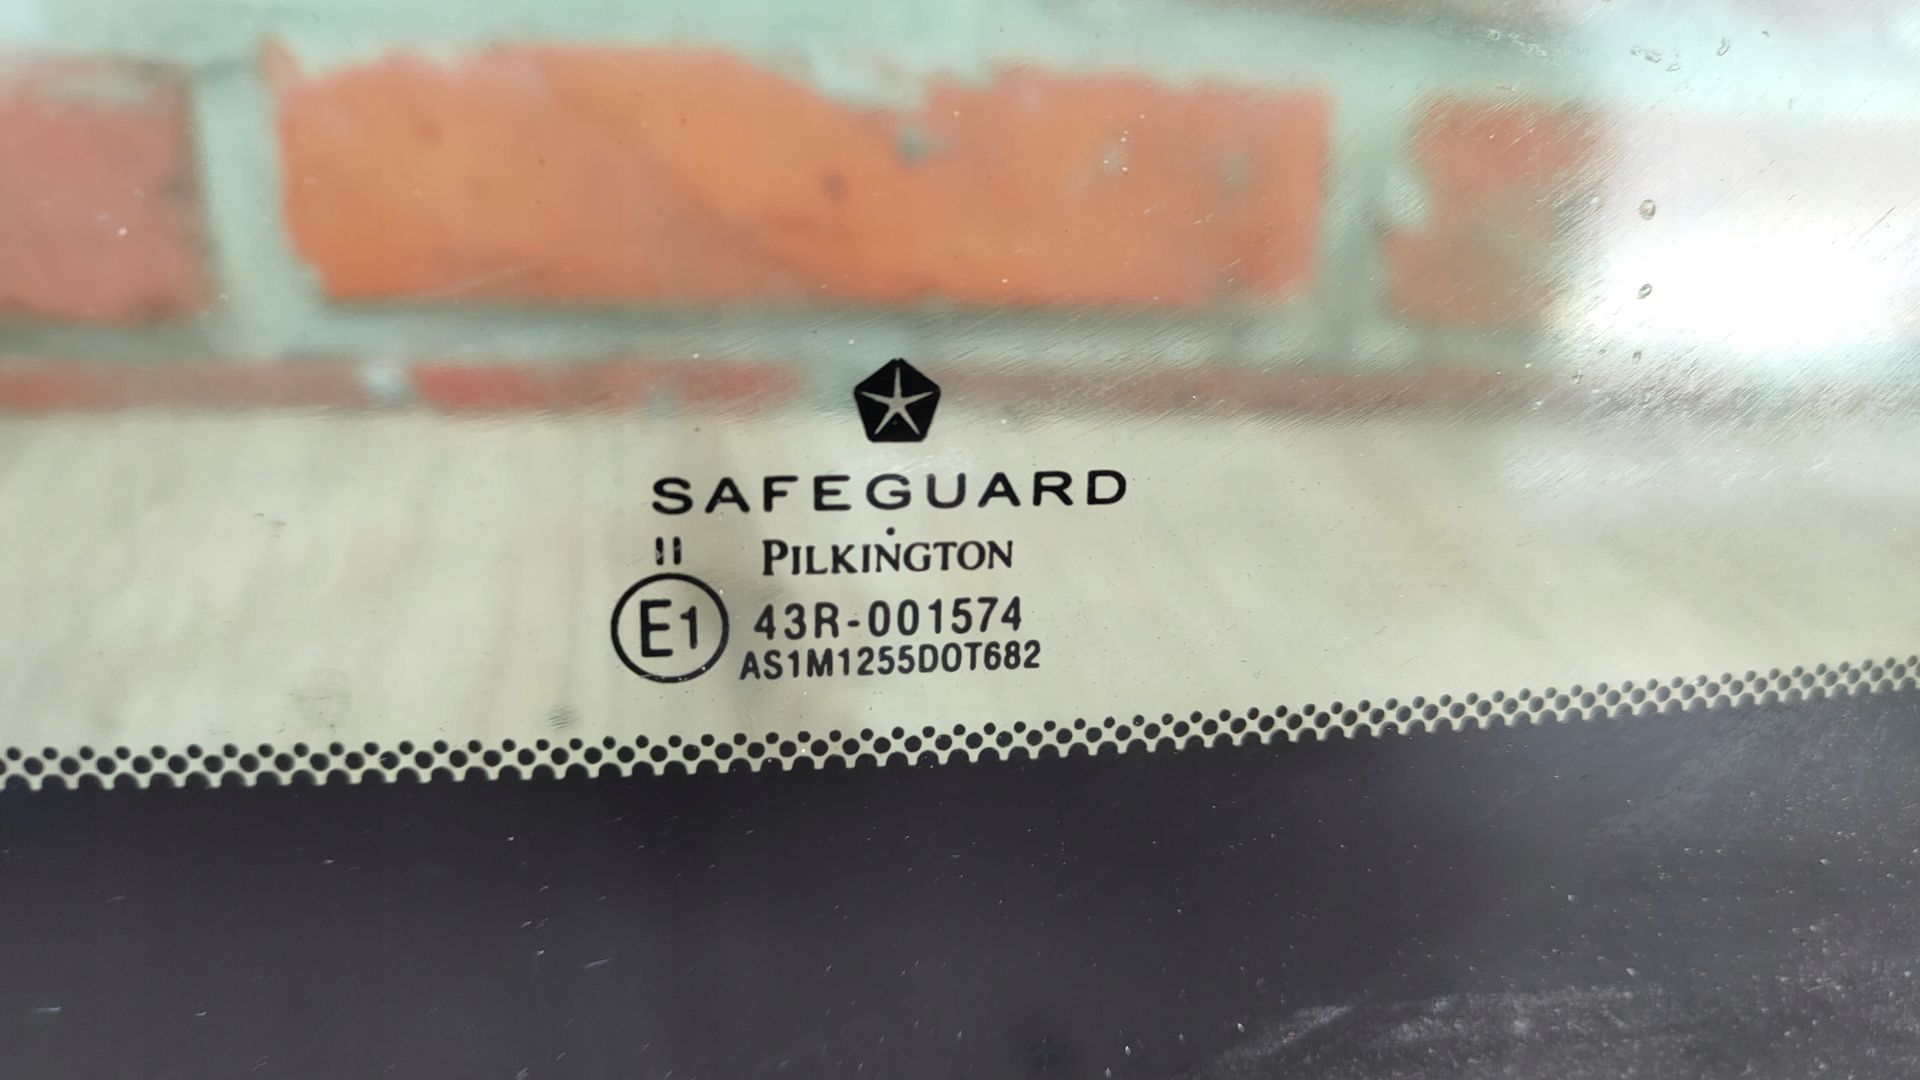 SAFEGUARD
II PILKINGTON
E1 43R-001574
AS1M1255DOT682